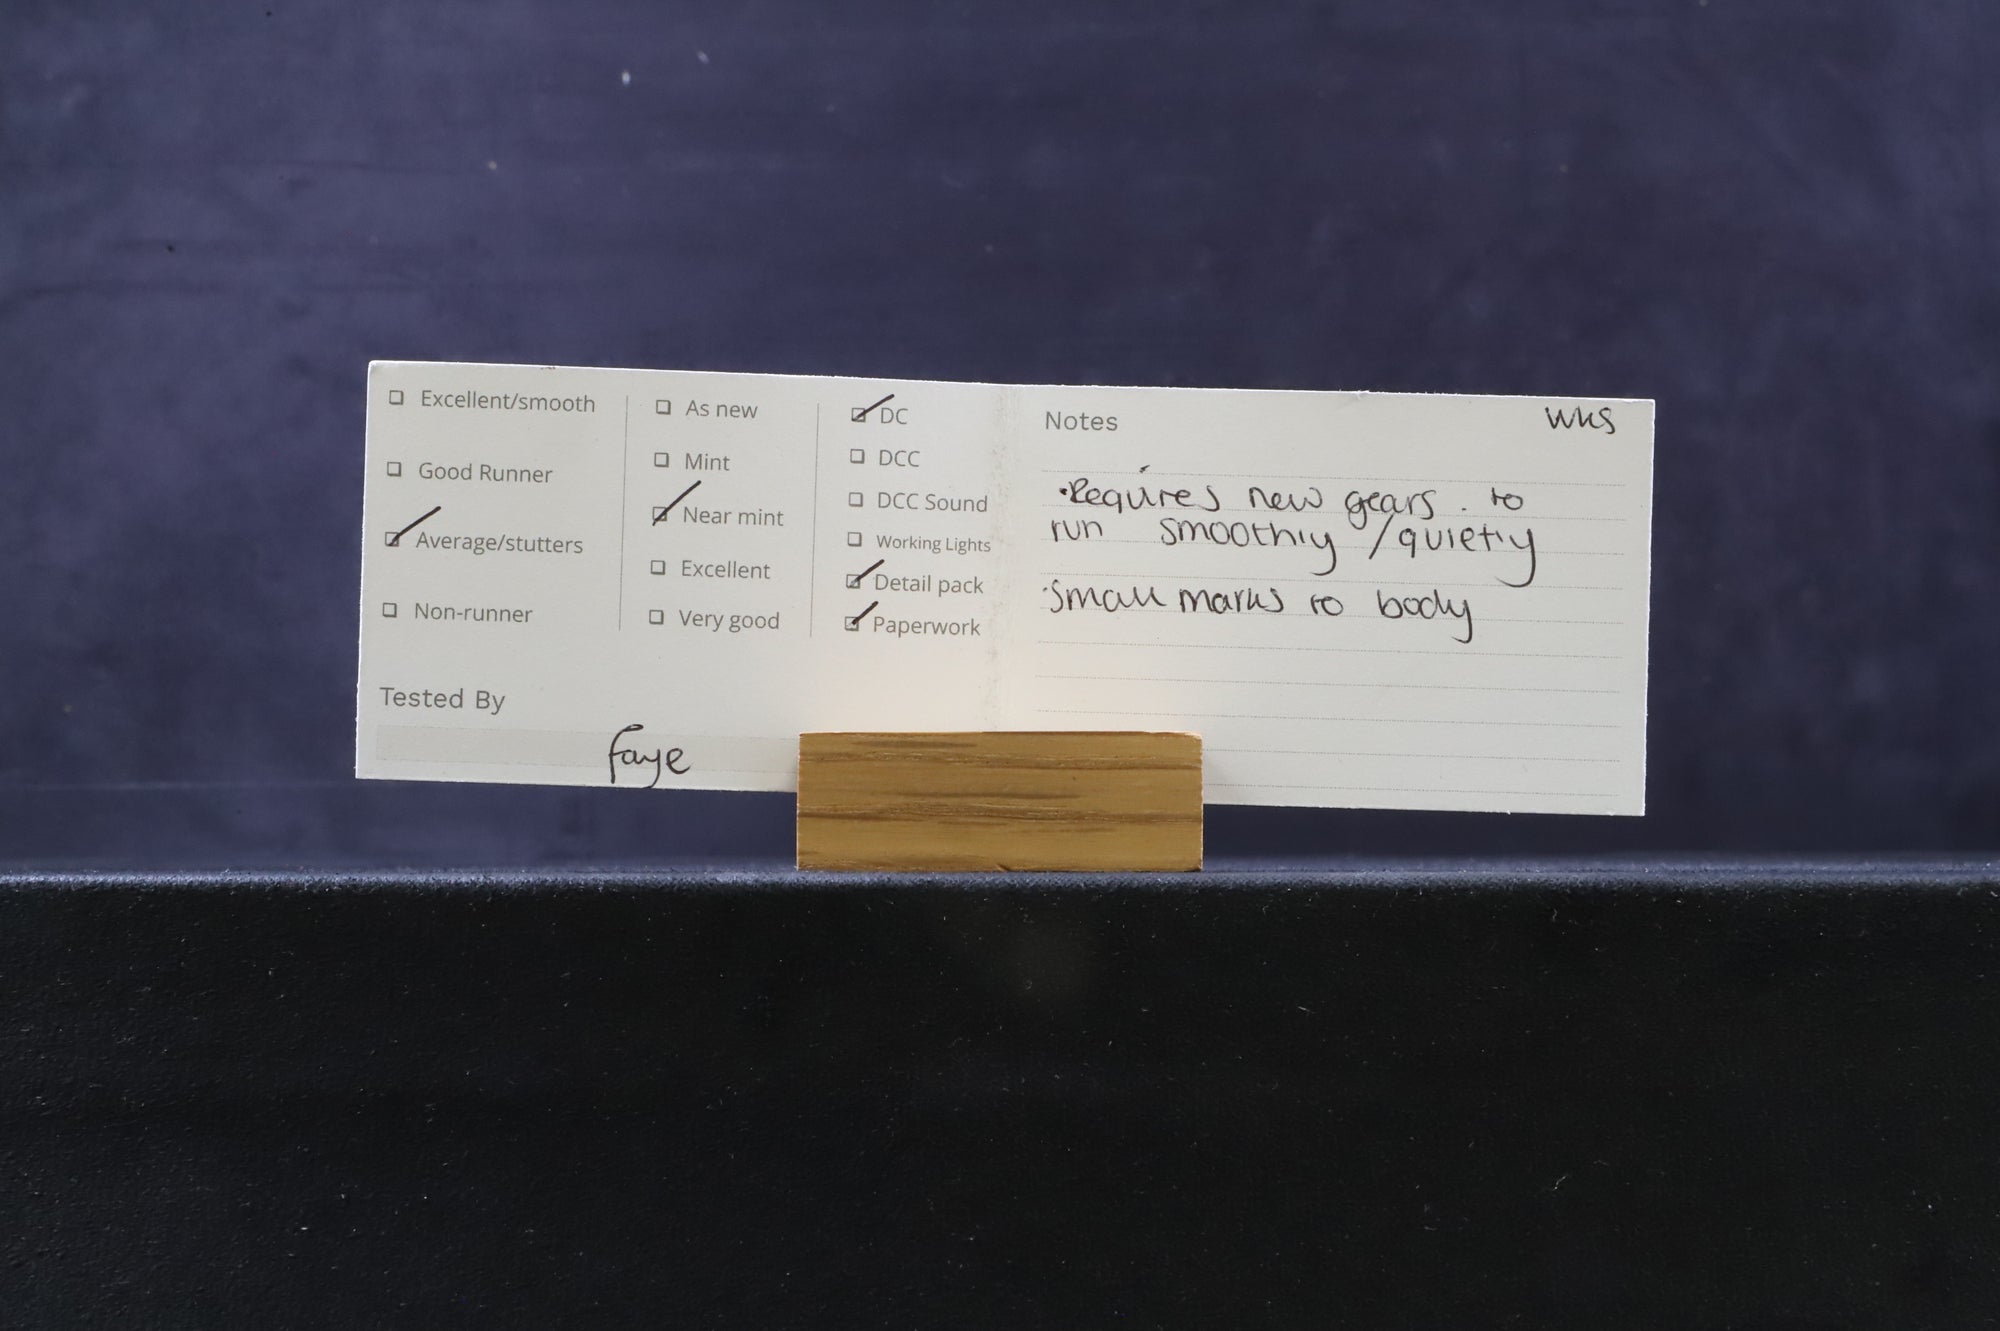 Excellent/smooth
Good Runner
Average/stutters
Non-runner
Tested By
Faye
As new
Mint
Near mint
Excellent
Very good
DC
DCC
DCC Sound
Working Lights
Detail pack
Paperwork
Notes
WKS
•Requires new gears. to
run smoothly/quietly
•Small marks to body